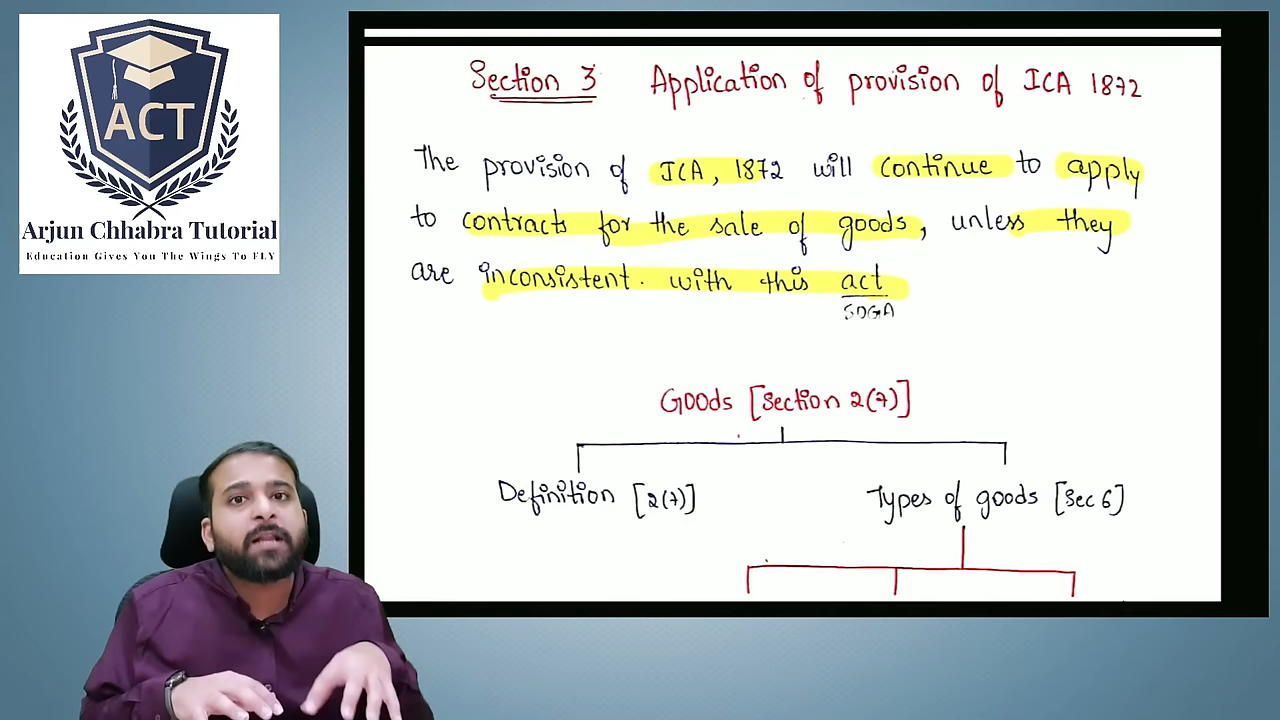 ACT
Arjun Chhabra Tutorial
Education Gives You The Wings To FLY
Section 3 Application of provision of ICA 1872
The provision of ICA, 1872 will continue to apply
to contracts for the sale of goods, unless they
are inconsistent. with this act
SOGA
Goods [Section 2(7)]
Definition [2(7)]
Types of goods [Sec 6]